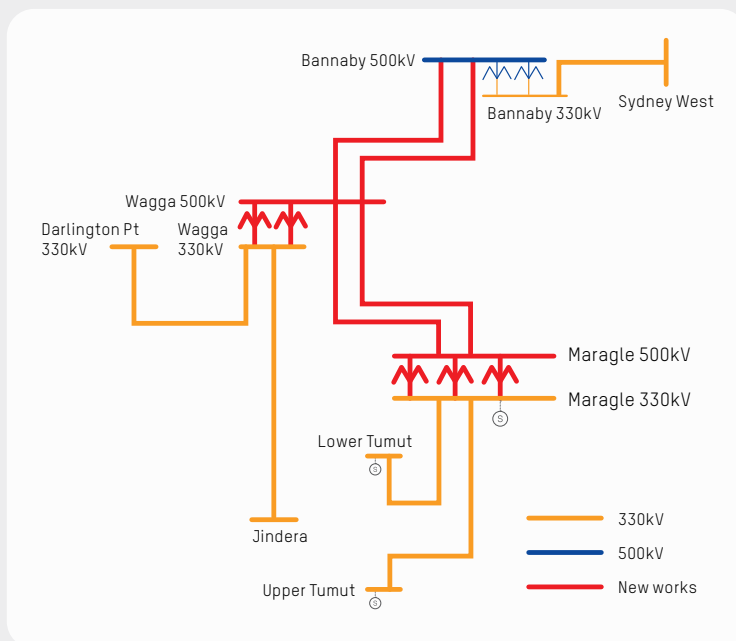 Bannaby 500kV
Sydney West
Bannaby 330kV
Wagga 500kV
Darlington Pt
330kV
Wagga
330kV
Maragle 500kV
Maragle 330kV
S
Lower Tumut
S
330kV
Jindera
500kV
New works
Upper Tumut
S